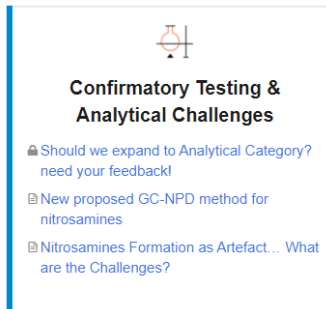 Confirmatory Testing &
Analytical Challenges
Should we expand to Analytical Category?
need your feedback!
New proposed GC-NPD method for
nitrosamines
Nitrosamines Formation as Artefact... What
are the Challenges?